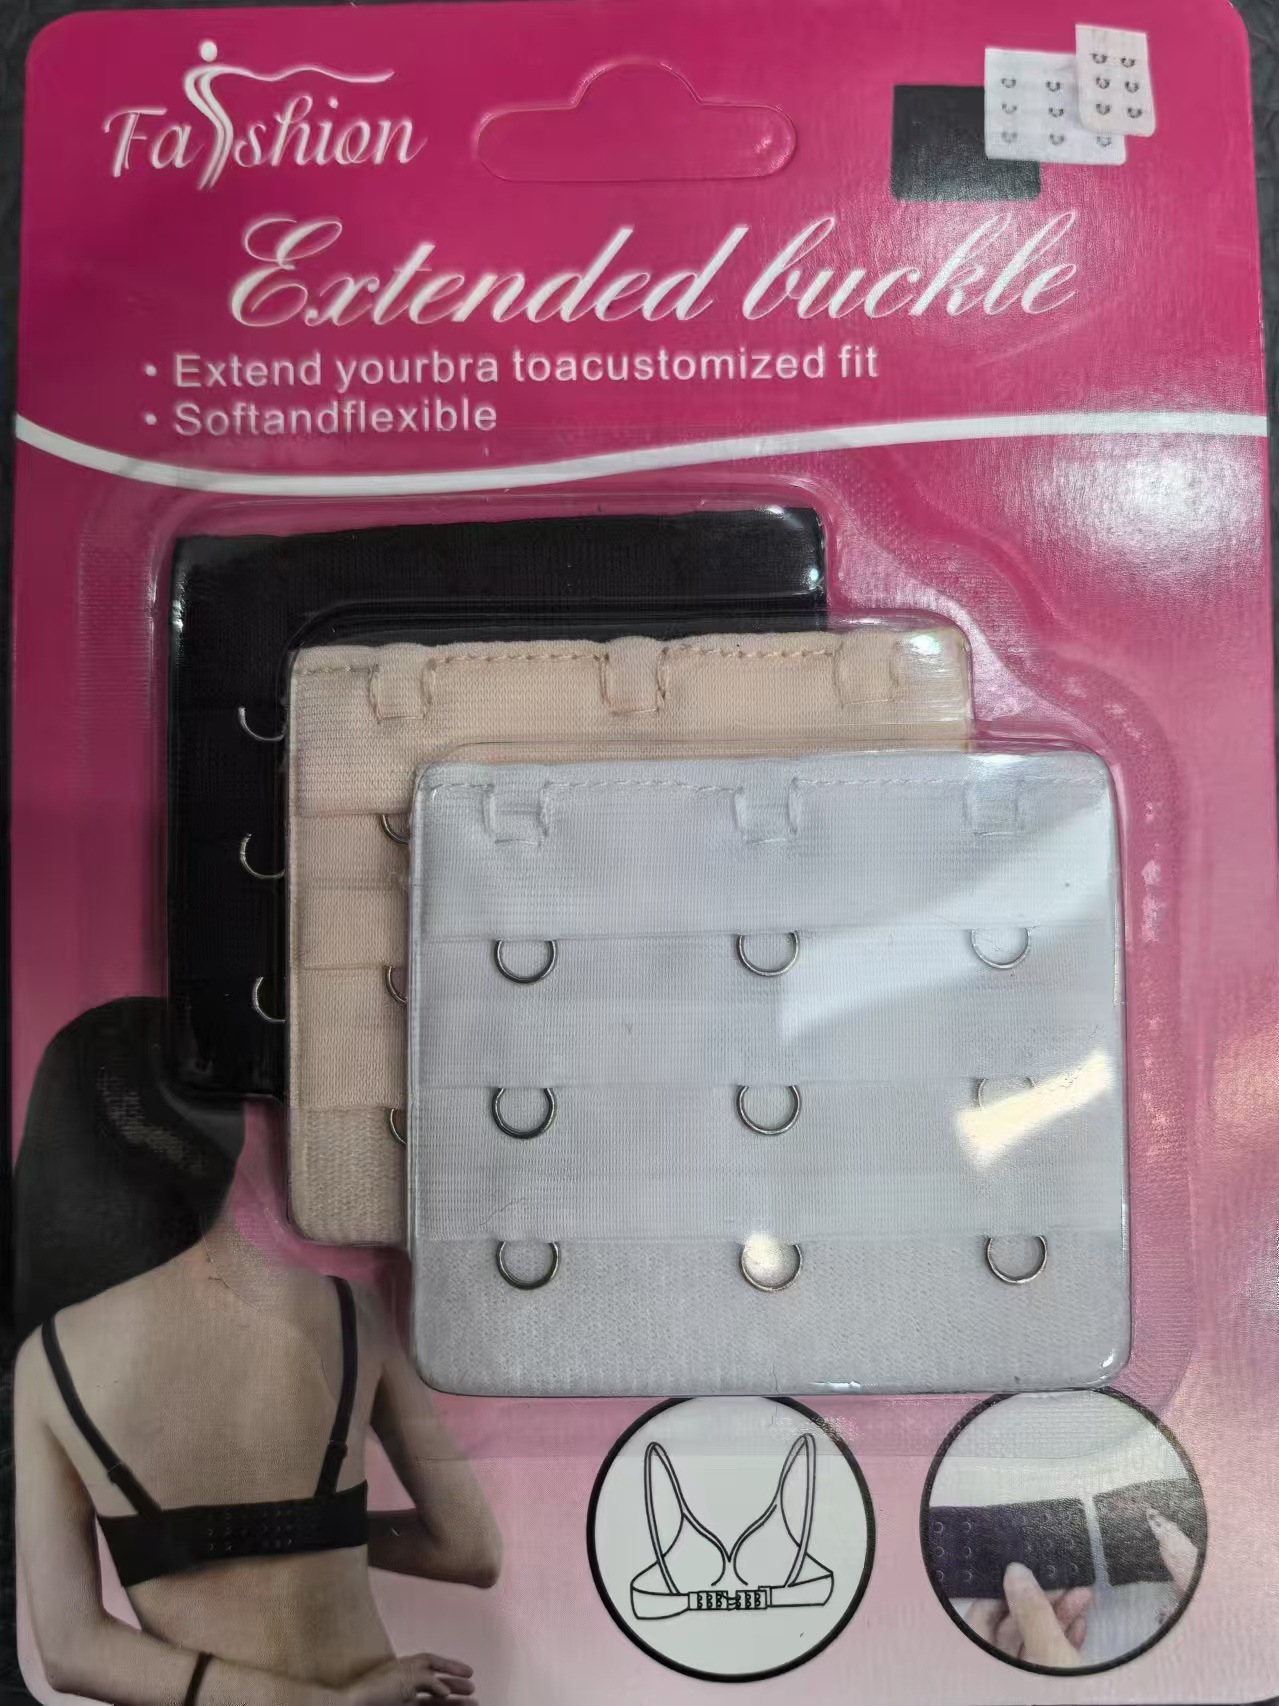 Fashion
Extended buckle
• Extend yourbra toacustomized fit
• Softandflexible